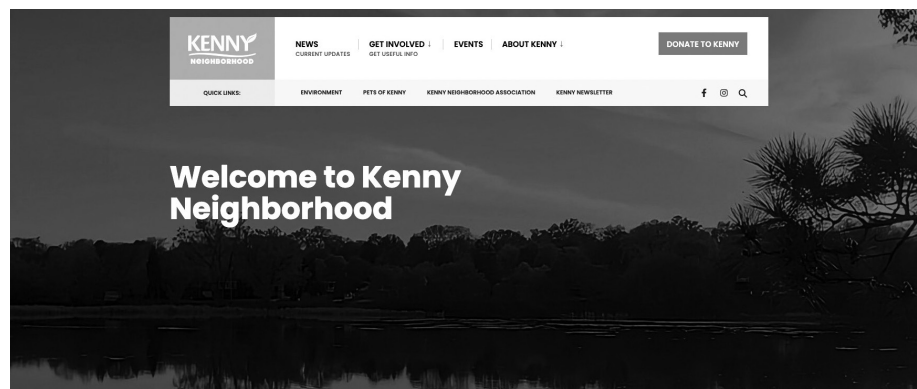 KENNY
NEIGHBORHOOD
NEWS
CURRENT UPDATES
GET INVOLVED ↓
GET USEFUL INFO
EVENTS
ABOUT KENNY ↓
DONATE TO KENNY
QUICK LINKS:
ENVIRONMENT
PETS OF KENNY
KENNY NEIGHBORHOOD ASSOCIATION
KENNY NEWSLETTER
Welcome to Kenny
Neighborhood